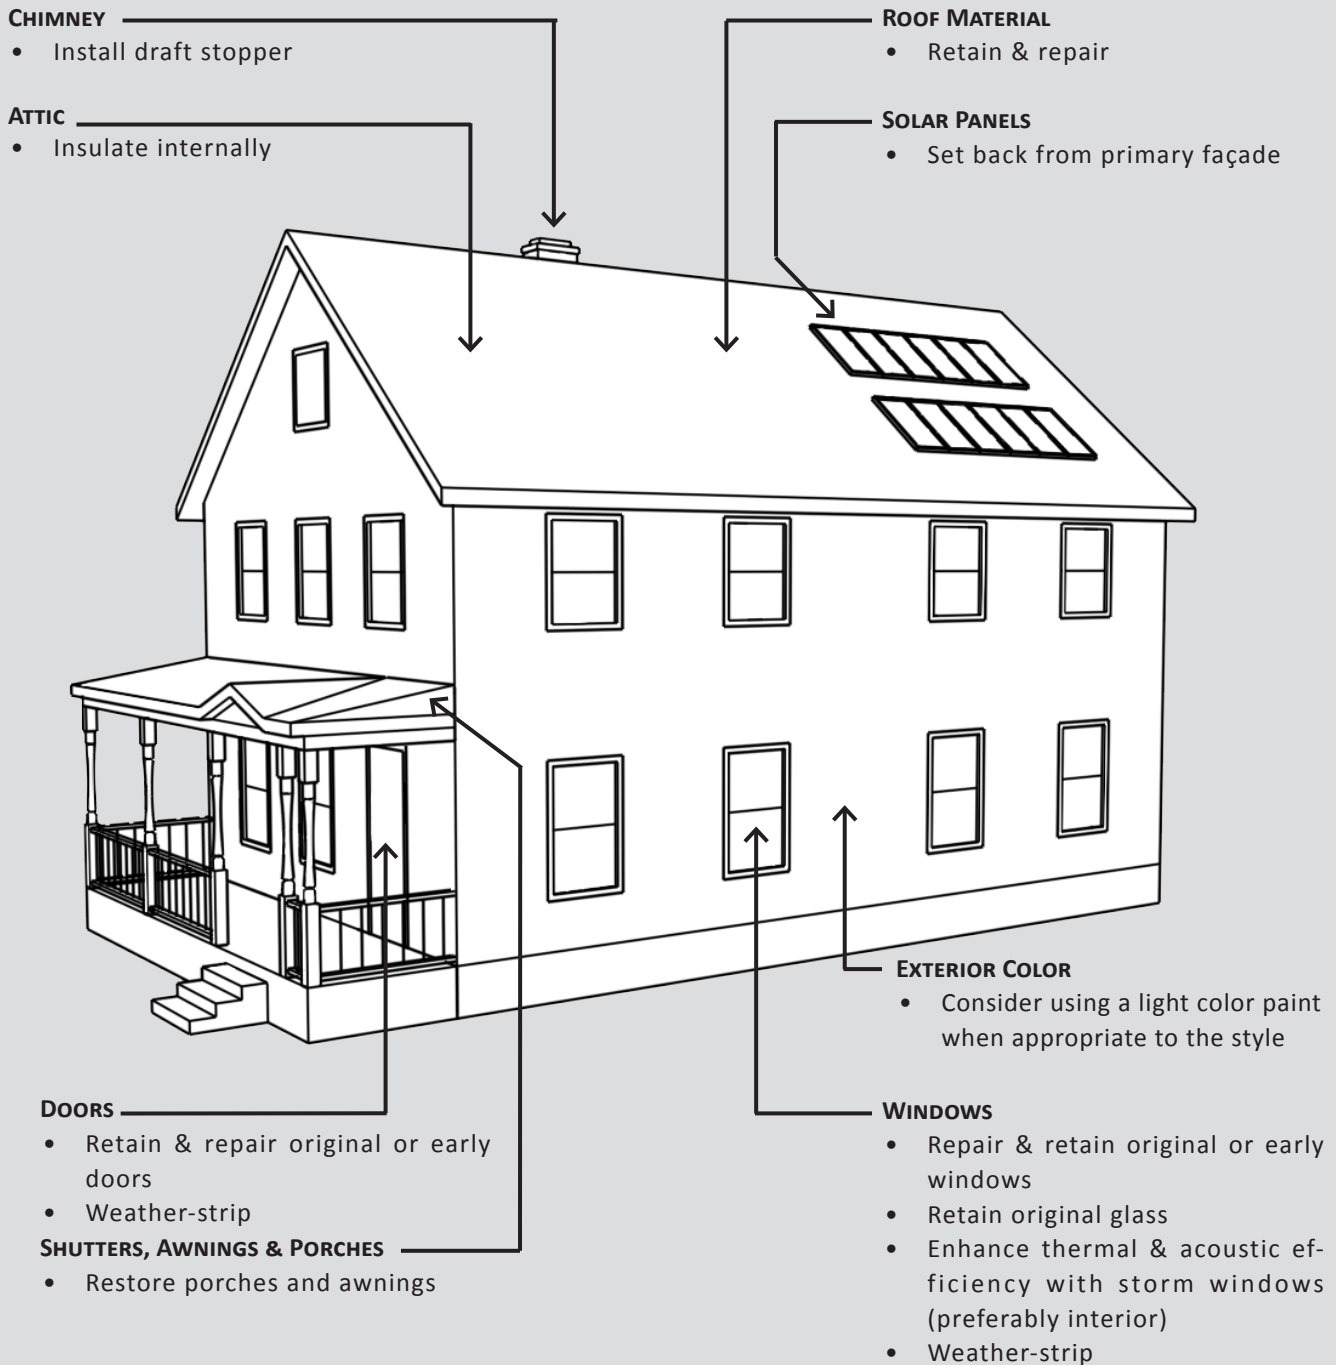 CHIMNEY
• Install draft stopper
ATTIC
• Insulate internally
ROOF MATERIAL
• Retain & repair
SOLAR PANELS
• Set back from primary façade
EXTERIOR COLOR
• Consider using a light color paint
when appropriate to the style
DOORS
• Retain & repair original or early
doors
• Weather-strip
SHUTTERS, AWNINGS & PORCHES
• Restore porches and awnings
WINDOWS
• Repair & retain original or early
windows
• Retain original glass
• Enhance thermal & acoustic ef-
ficiency with storm windows
(preferably interior)
• Weather-strip